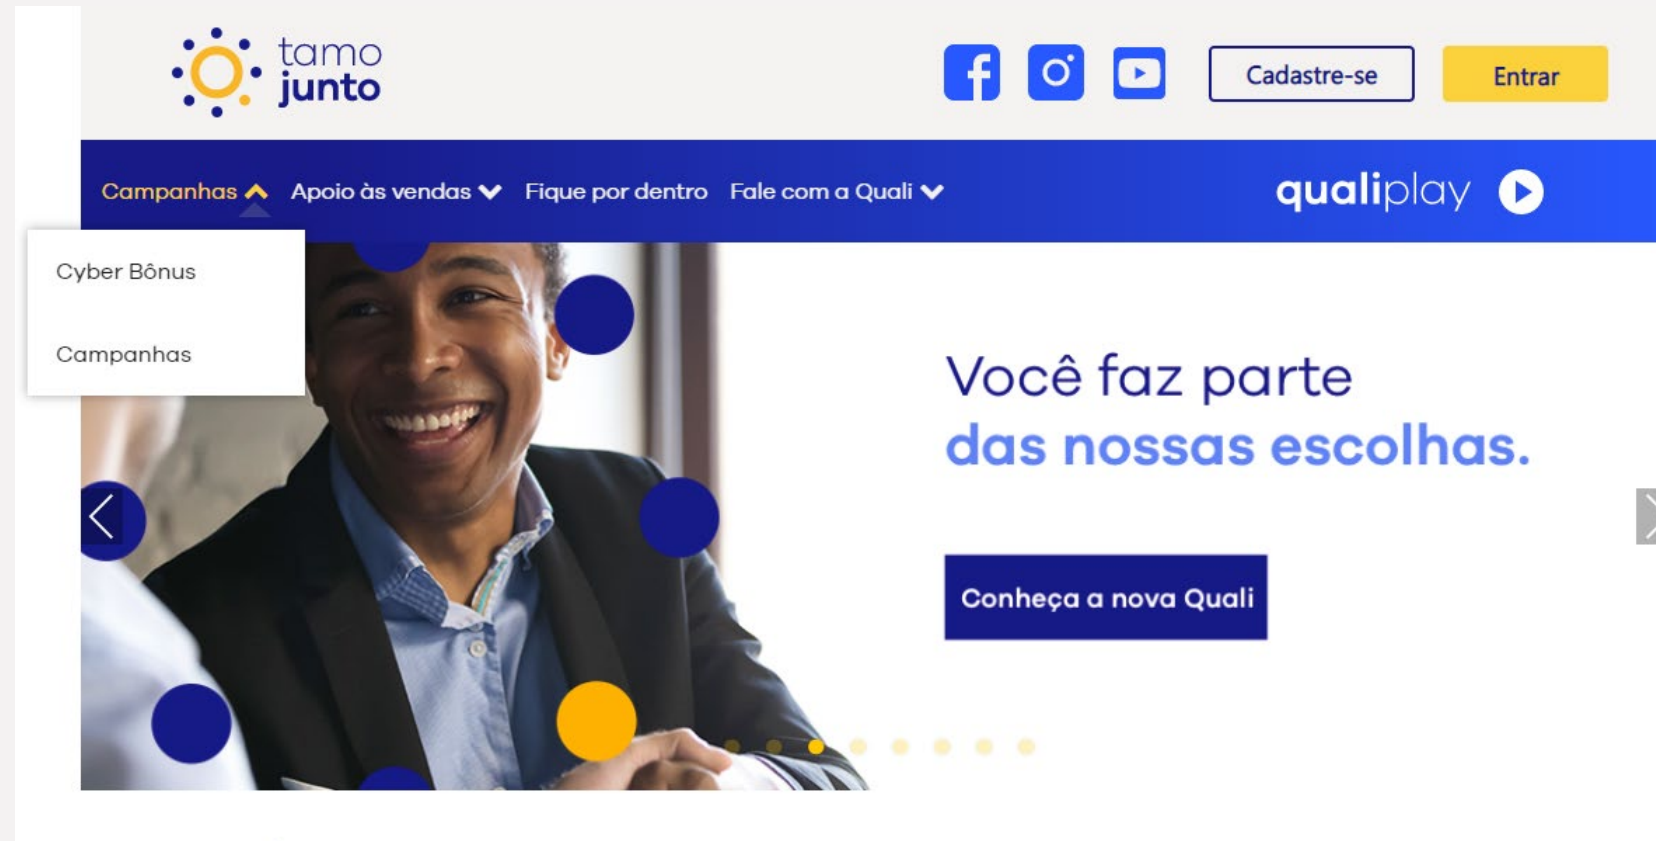 tamo
junto
Cadastre-se
Entrar
Campanhas
Apoio às vendas
Fique por dentro
Fale com a Quali
qualiplay
Cyber Bônus
Campanhas
Você faz parte
das nossas escolhas.
Conheça a nova Quali